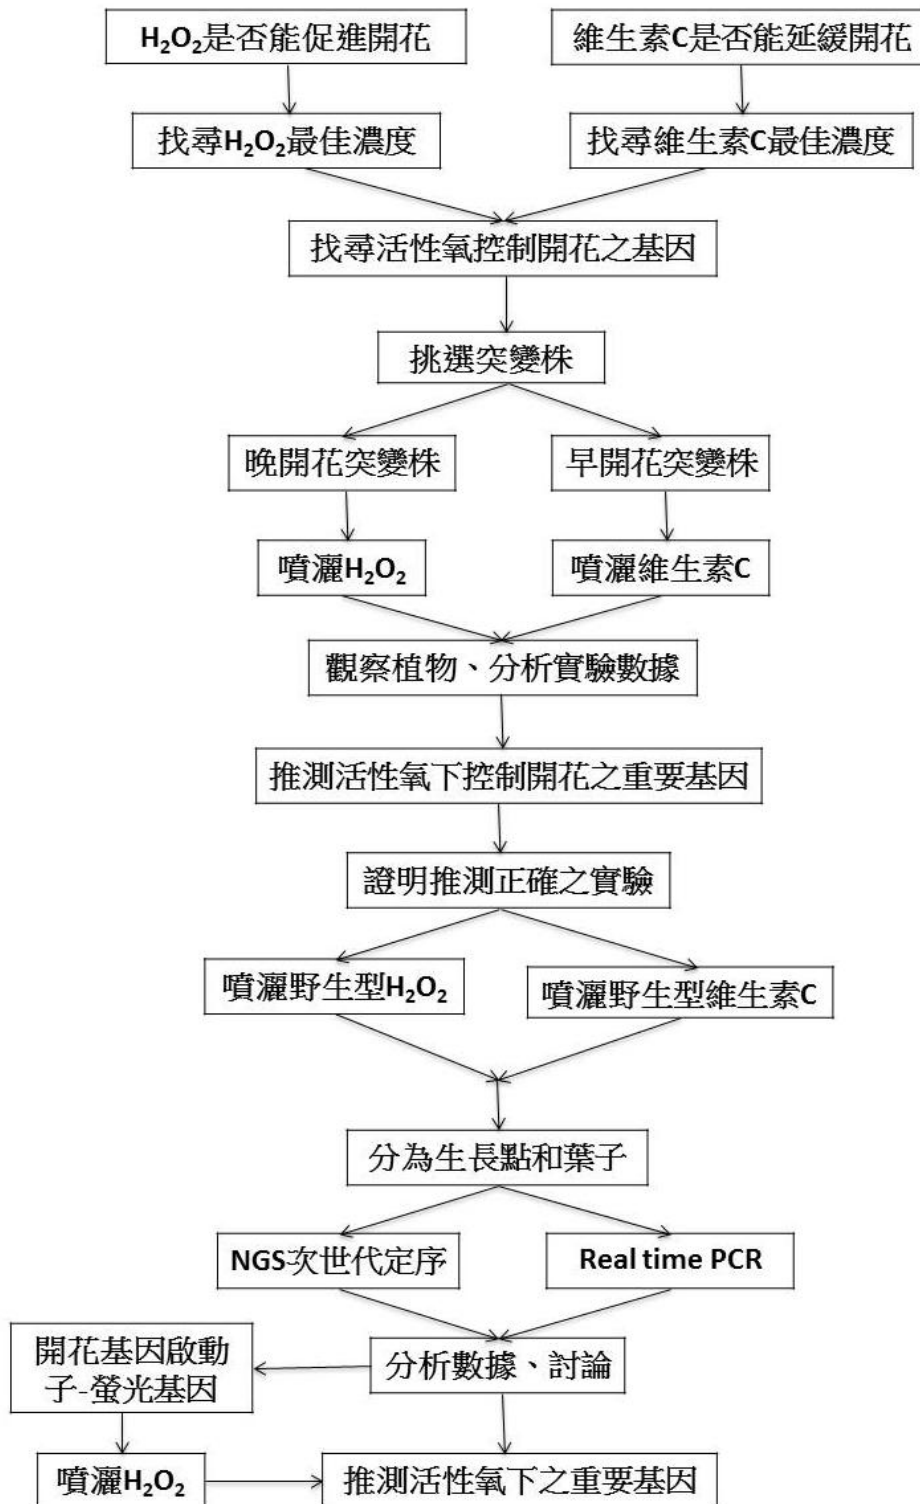 H₂O₂是否能促進開花
維生素C是否能延緩開花
找尋H₂O₂最佳濃度
找尋維生素C最佳濃度
找尋活性氧控制開花之基因
挑選突變株
晚開花突變株
早開花突變株
噴灑H₂O₂
噴灑維生素C
觀察植物、分析實驗數據
推測活性氧下控制開花之重要基因
證明推測正確之實驗
噴灑野生型H₂O₂
噴灑野生型維生素C
分為生長點和葉子
NGS次世代定序
Real time PCR
開花基因啟動
子-螢光基因
分析數據、討論
噴灑H₂O₂
推測活性氧下之重要基因